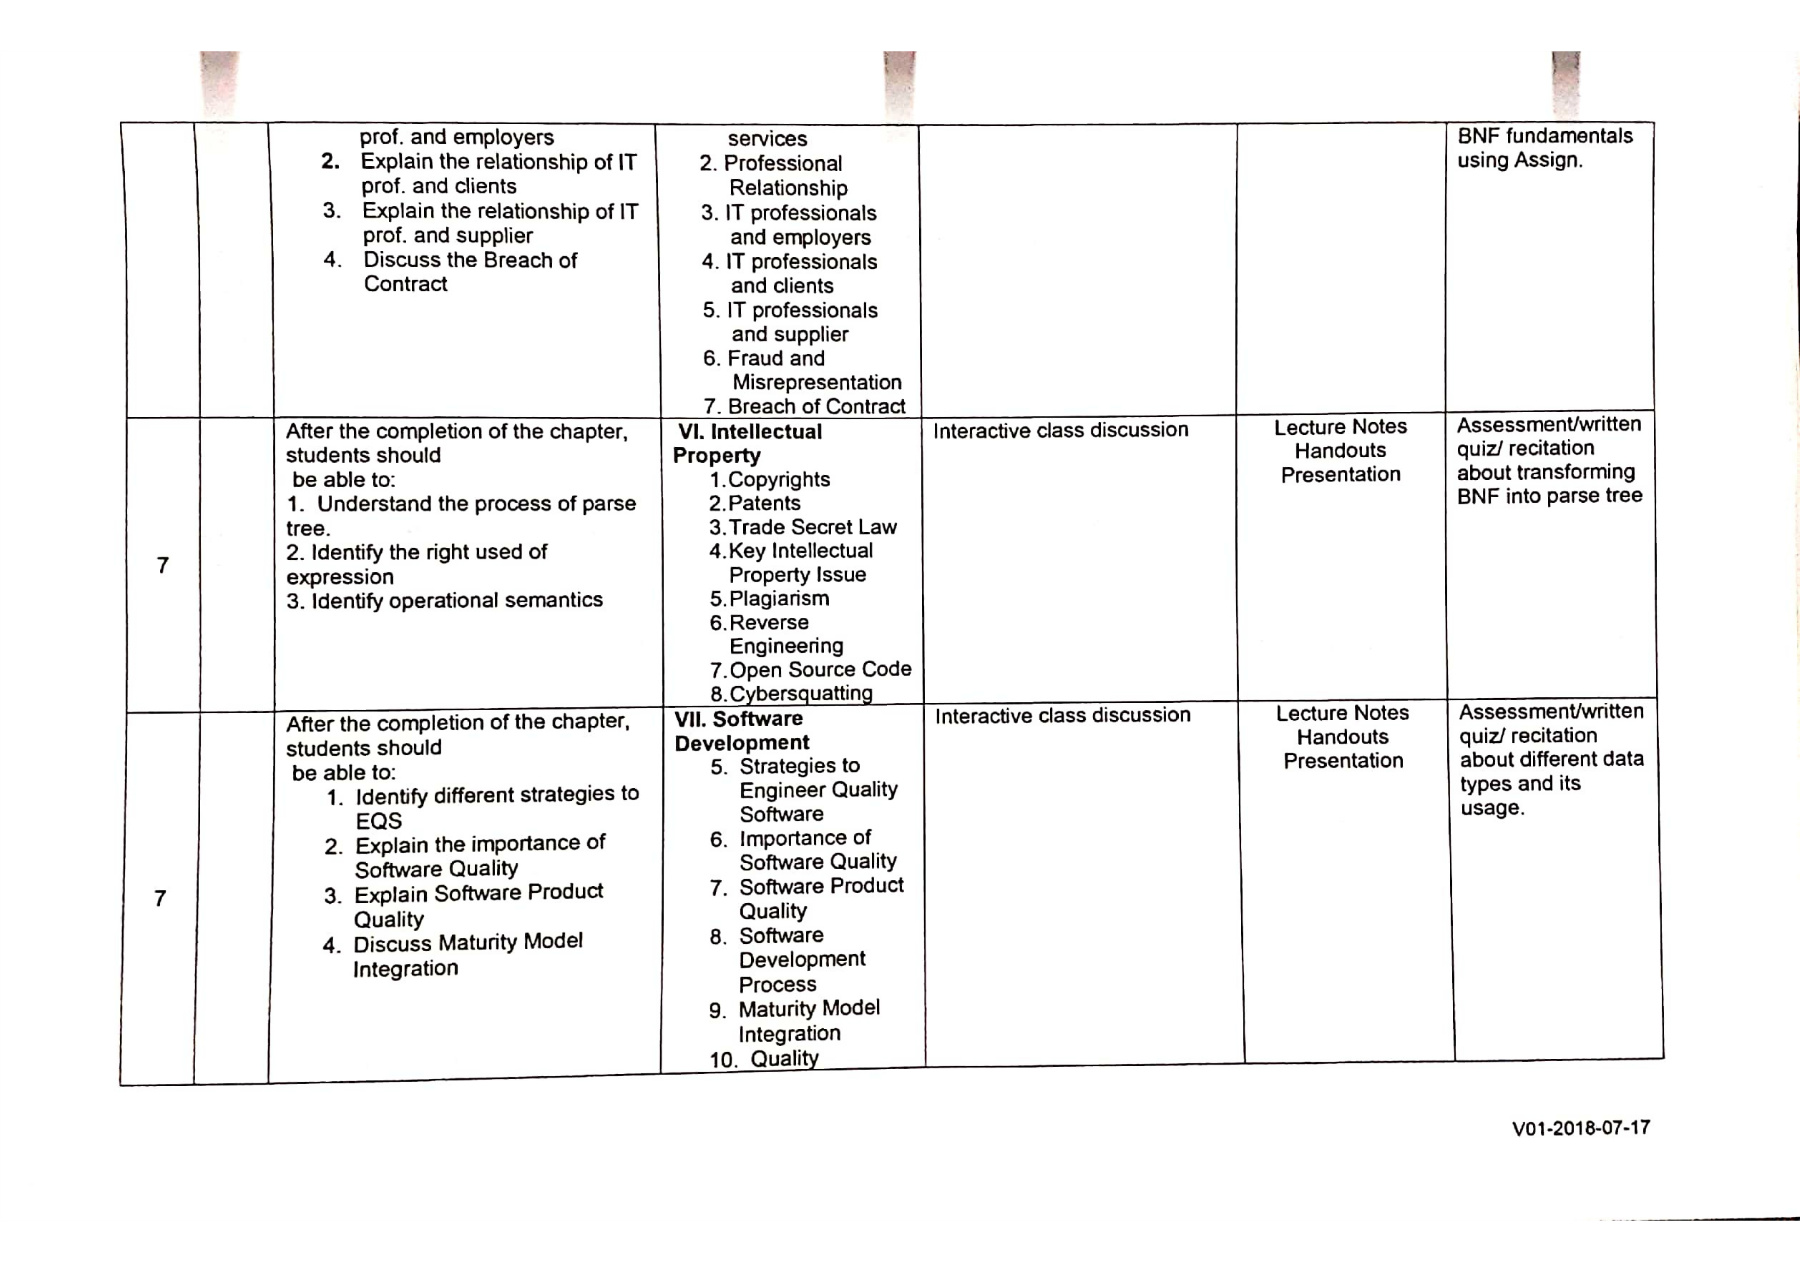 prof. and employers
2. Explain the relationship of IT
prof. and clients
3. Explain the relationship of IT
prof. and supplier
4. Discuss the Breach of
Contract
services
2. Professional
Relationship
3. IT professionals
and employers
4. IT professionals
and clients
5. IT professionals
and supplier
6. Fraud and
Misrepresentation
7. Breach of Contract
BNF fundamentals
using Assign.
7
After the completion of the chapter,
students should
be able to:
1. Understand the process of parse
tree.
2. Identify the right used of
expression
3. Identify operational semantics
VI. Intellectual
Property
1.Copyrights
2.Patents
3.Trade Secret Law
4.Key Intellectual
Property Issue
5.Plagiarism
6.Reverse
Engineering
7.Open Source Code
8.Cybersquatting
Interactive class discussion
Lecture Notes
Handouts
Presentation
Assessment/written
quiz/ recitation
about transforming
BNF into parse tree
7
After the completion of the chapter,
students should
be able to:
1. Identify different strategies to
EQS
2. Explain the importance of
Software Quality
3. Explain Software Product
Quality
4. Discuss Maturity Model
Integration
VII. Software
Development
5. Strategies to
Engineer Quality
Software
6. Importance of
Software Quality
7. Software Product
Quality
8. Software
Development
Process
9. Maturity Model
Integration
10. Quality
Interactive class discussion
Lecture Notes
Handouts
Presentation
Assessment/written
quiz/ recitation
about different data
types and its
usage.
V01-2018-07-17